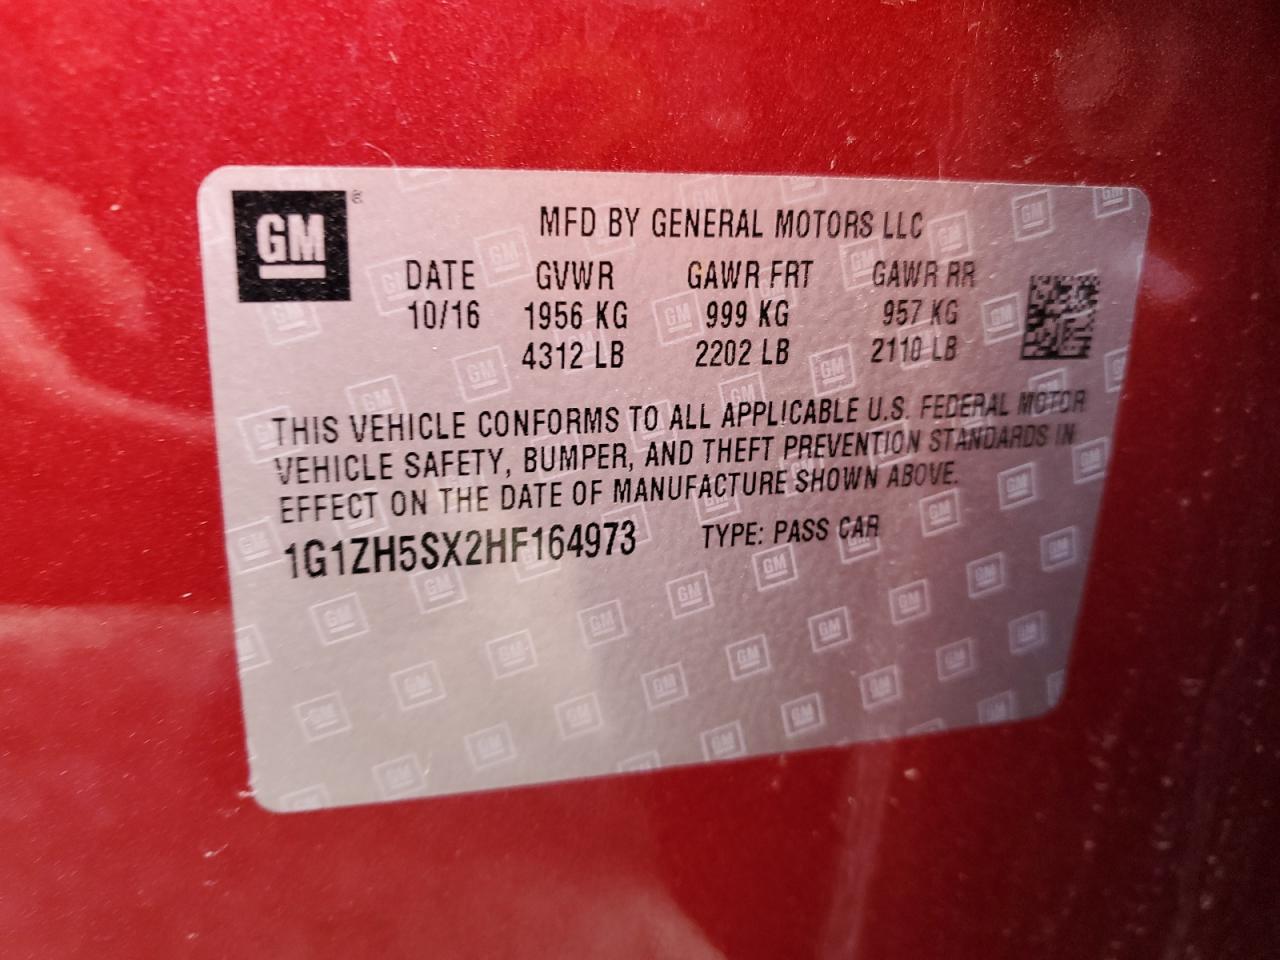 GM
MFD BY GENERAL MOTORS LLC
DATE GVWR GAWR FRT GAWR RR
10/16 1956 KG 999 KG 957 KG
4312 LB 2202 LB 2110 LB
THIS VEHICLE CONFORMS TO ALL APPLICABLE U.S. FEDERAL MOTOR
VEHICLE SAFETY, BUMPER, AND THEFT PREVENTION STANDARDS IN
EFFECT ON THE DATE OF MANUFACTURE SHOWN ABOVE.
1G1ZH5SX2HF164973 TYPE: PASS CAR